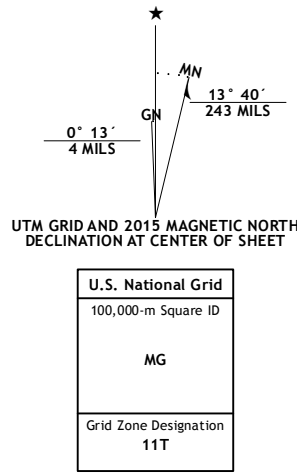 ★
MN
GN
13° 40´
243 MILS
0° 13´
4 MILS
UTM GRID AND 2015 MAGNETIC NORTH
DECLINATION AT CENTER OF SHEET
U.S. National Grid
100,000-m Square ID
MG
Grid Zone Designation
11T